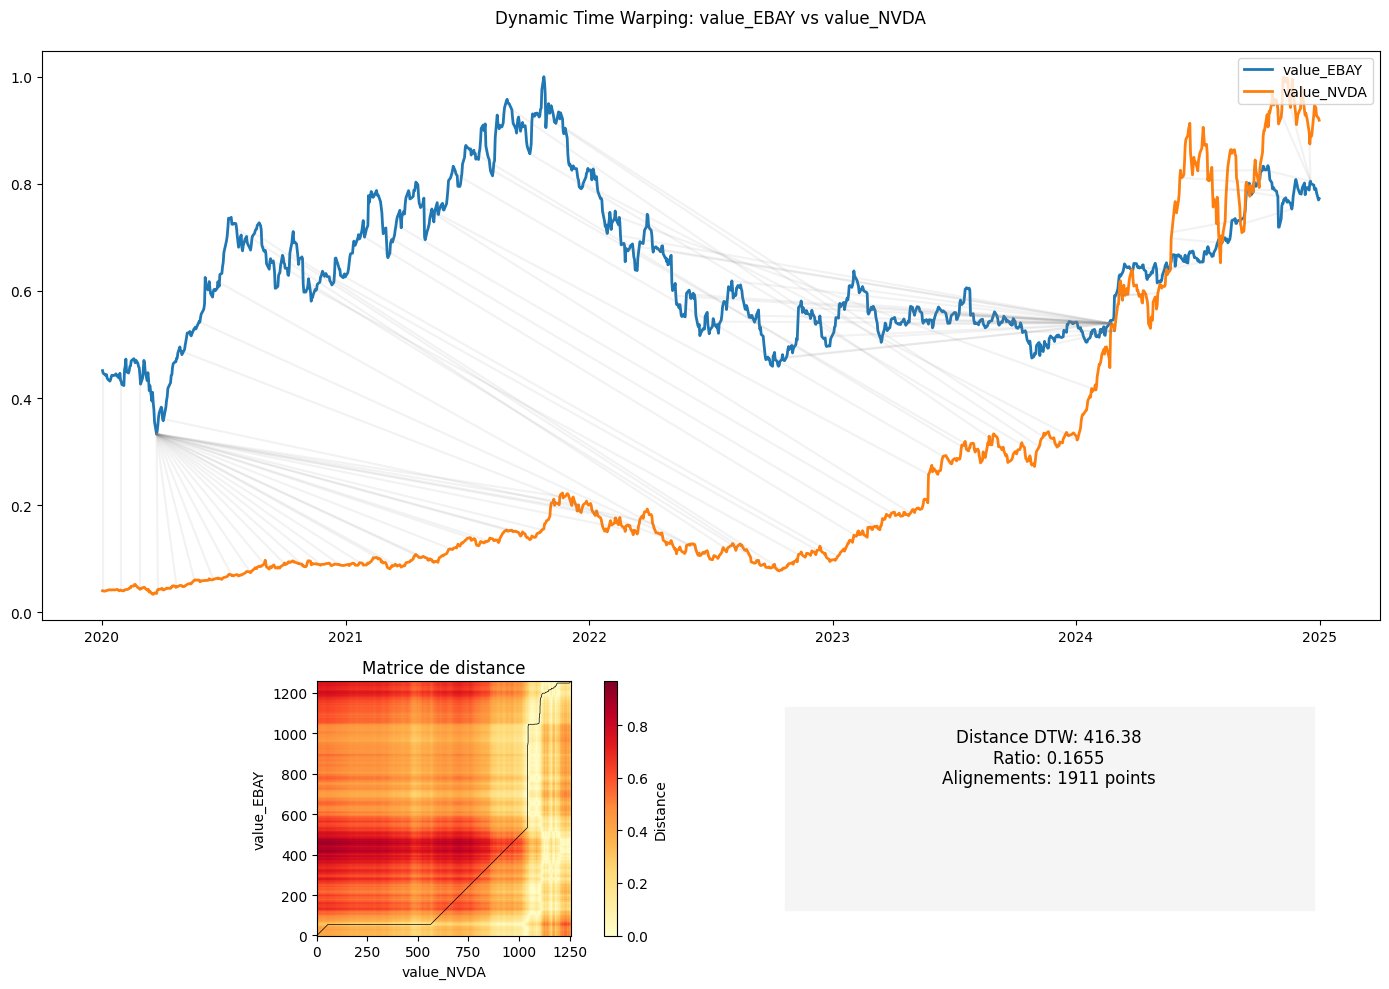 Dynamic Time Warping: value_EBAY vs value_NVDA
value_EBAY
value_NVDA
1.0
0.8
0.6
0.4
0.2
0.0
2020 2021 2022 2023 2024 2025
Matrice de distance
1200
1000
800
600
400
200
0
value_EBAY
0 250 500 750 1000 1250
value_NVDA
0.8
0.6
0.4
0.2
0.0
Distance
Distance DTW: 416.38
Ratio: 0.1655
Alignements: 1911 points